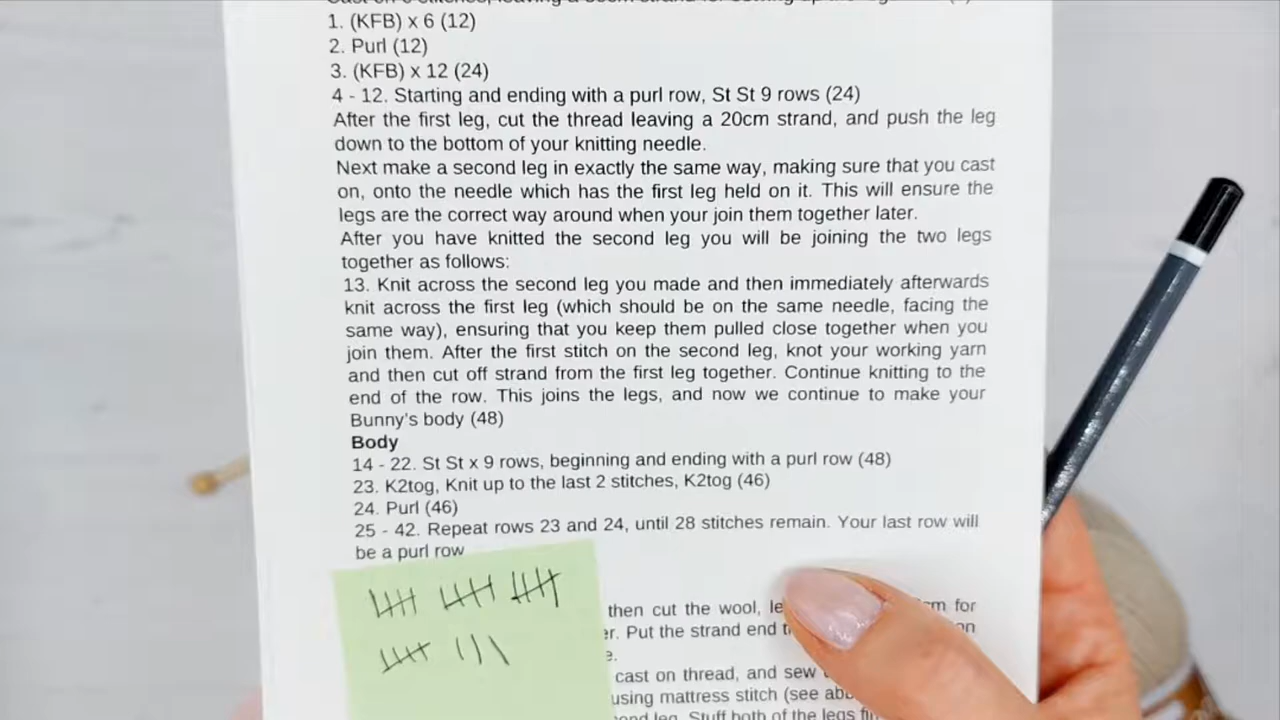 1. (KFB) x 6 (12)
2. Purl (12)
3. (KFB) x 12 (24)
4 - 12. Starting and ending with a purl row, St St 9 rows (24)
After the first leg, cut the thread leaving a 20cm strand, and push the leg
down to the bottom of your knitting needle.
Next make a second leg in exactly the same way, making sure that you cast
on, onto the needle which has the first leg held on it. This will ensure the
legs are the correct way around when your join them together later.
After you have knitted the second leg you will be joining the two legs
together as follows:
13. Knit across the second leg you made and then immediately afterwards
knit across the first leg (which should be on the same needle, facing the
same way), ensuring that you keep them pulled close together when you
join them. After the first stitch on the second leg, knot your working yarn
and then cut off strand from the first leg together. Continue knitting to the
end of the row. This joins the legs, and now we continue to make your
Bunny's body (48)
Body
14 - 22. St St x 9 rows, beginning and ending with a purl row (48)
23. K2tog, Knit up to the last 2 stitches, K2tog (46)
24. Purl (46)
25 - 42. Repeat rows 23 and 24, until 28 stitches remain. Your last row will
be a purl row
then cut the wool, for
Put the strand end on
cast on thread, and sew
using mattress stitch (see
leg. Stuff both of the legs